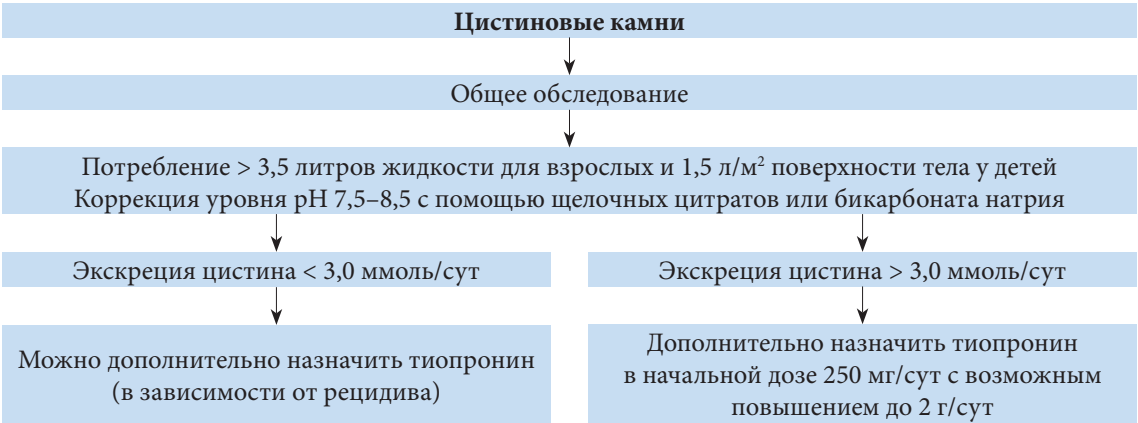 Цистиновые камни
Общее обследование
Потребление > 3,5 литров жидкости для взрослых и 1,5 л/м² поверхности тела у детей
Коррекция уровня pH 7,5–8,5 с помощью щелочных цитратов или бикарбоната натрия
Экскреция цистина < 3,0 ммоль/сут
Экскреция цистина > 3,0 ммоль/сут
Можно дополнительно назначить тиопронин
(в зависимости от рецидива)
Дополнительно назначить тиопронин
в начальной дозе 250 мг/сут с возможным
повышением до 2 г/сут